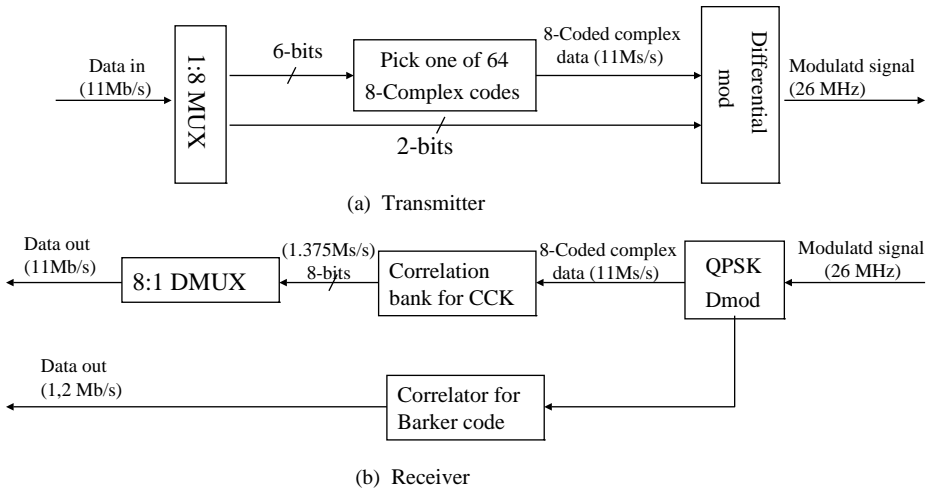 Data in
(11Mb/s)
1:8 MUX
6-bits
Pick one of 64
8-Complex codes
8-Coded complex
data (11Ms/s)
2-bits
Differential
mod
Modulatd signal
(26 MHz)
(a) Transmitter
Data out
(11Mb/s)
8:1 DMUX
(1.375Ms/s)
8-bits
Correlation
bank for CCK
8-Coded complex
data (11Ms/s)
QPSK
Dmod
Modulatd signal
(26 MHz)
Data out
(1,2 Mb/s)
Correlator for
Barker code
(b) Receiver